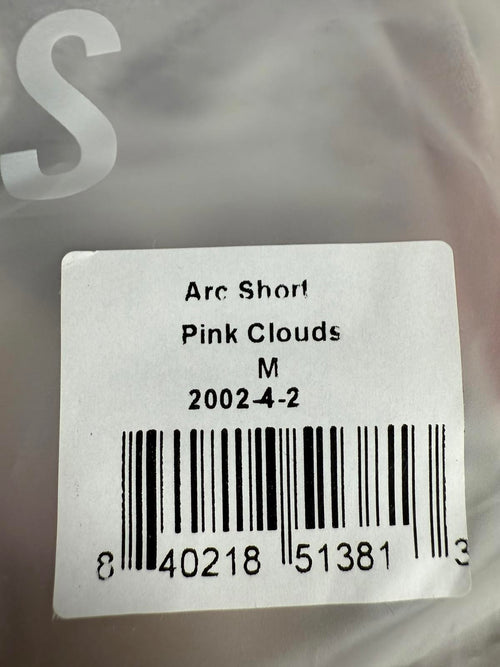 S
Arc Short
Pink Clouds
M
2002-4-2
8 40218 51381 3